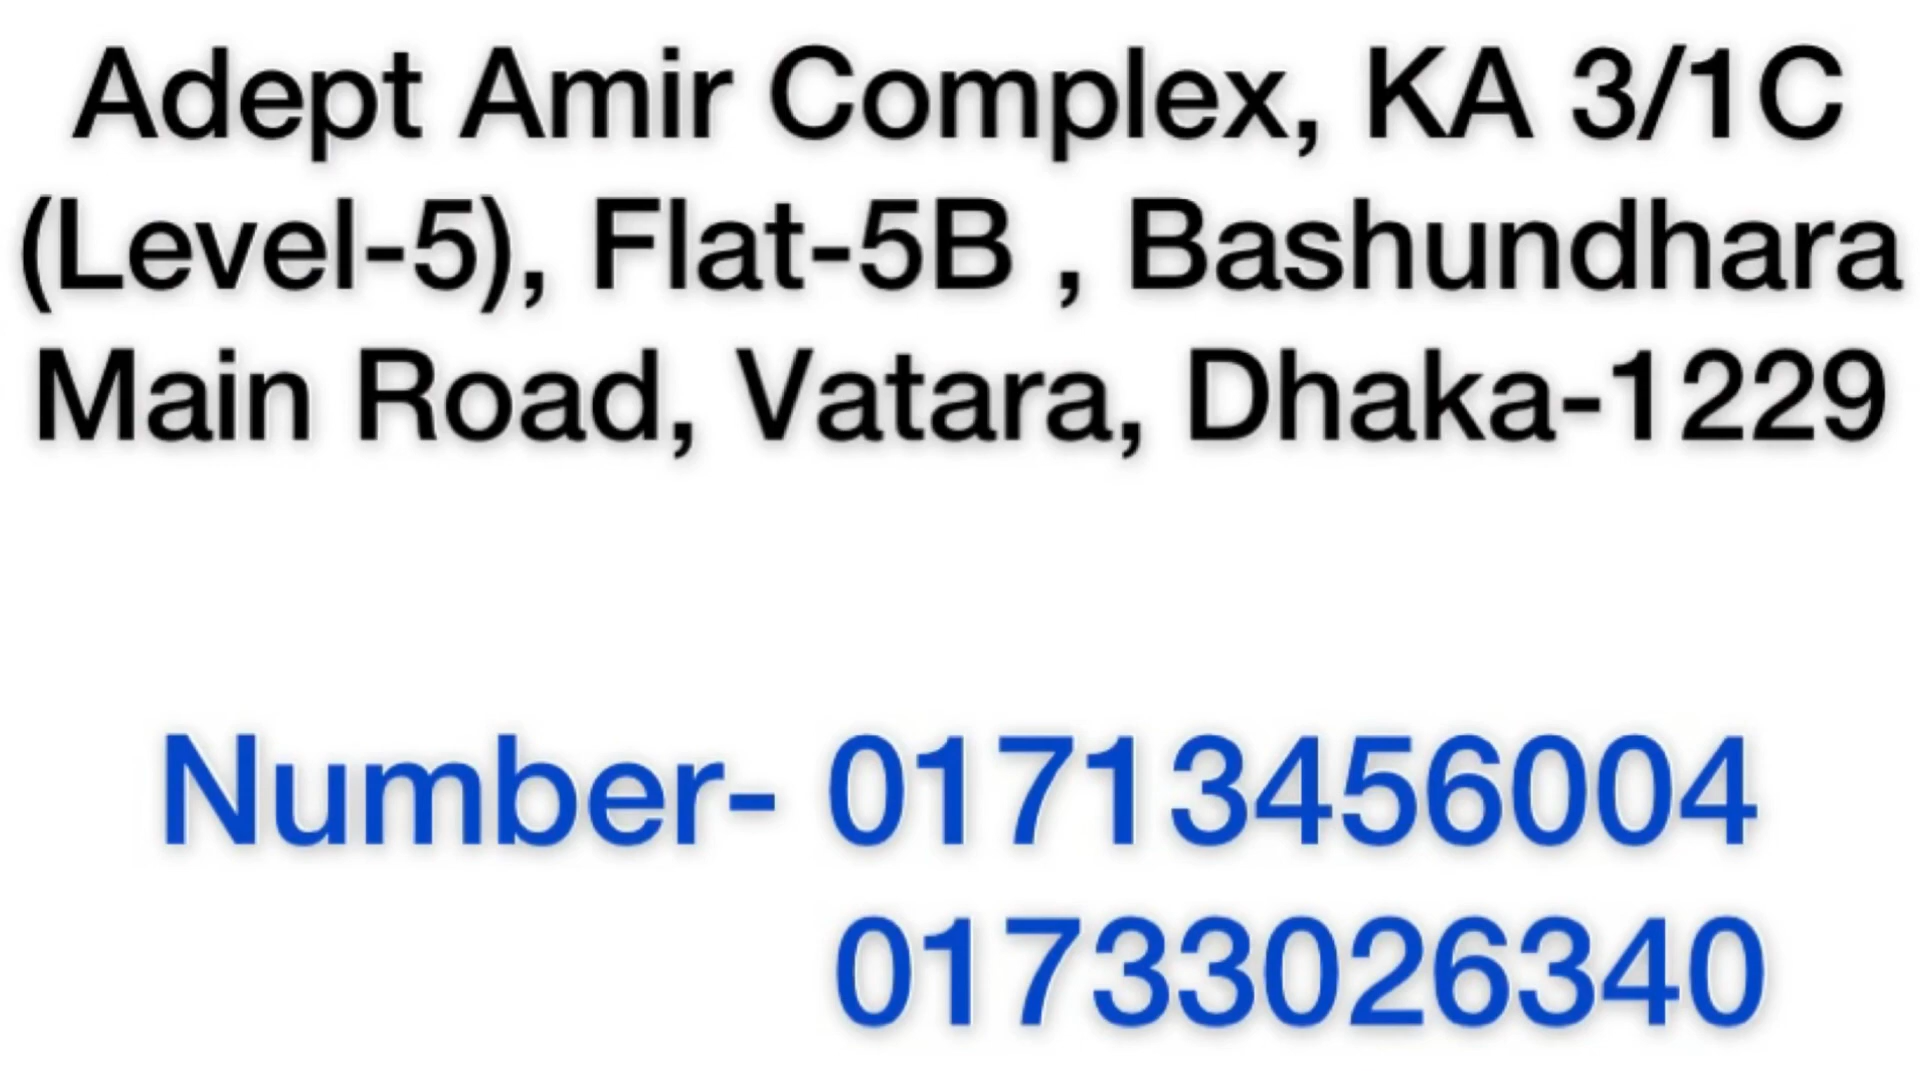 Adept Amir Complex, KA 3/1C
(Level-5), Flat-5B , Bashundhara
Main Road, Vatara, Dhaka-1229
Number- 01713456004
01733026340